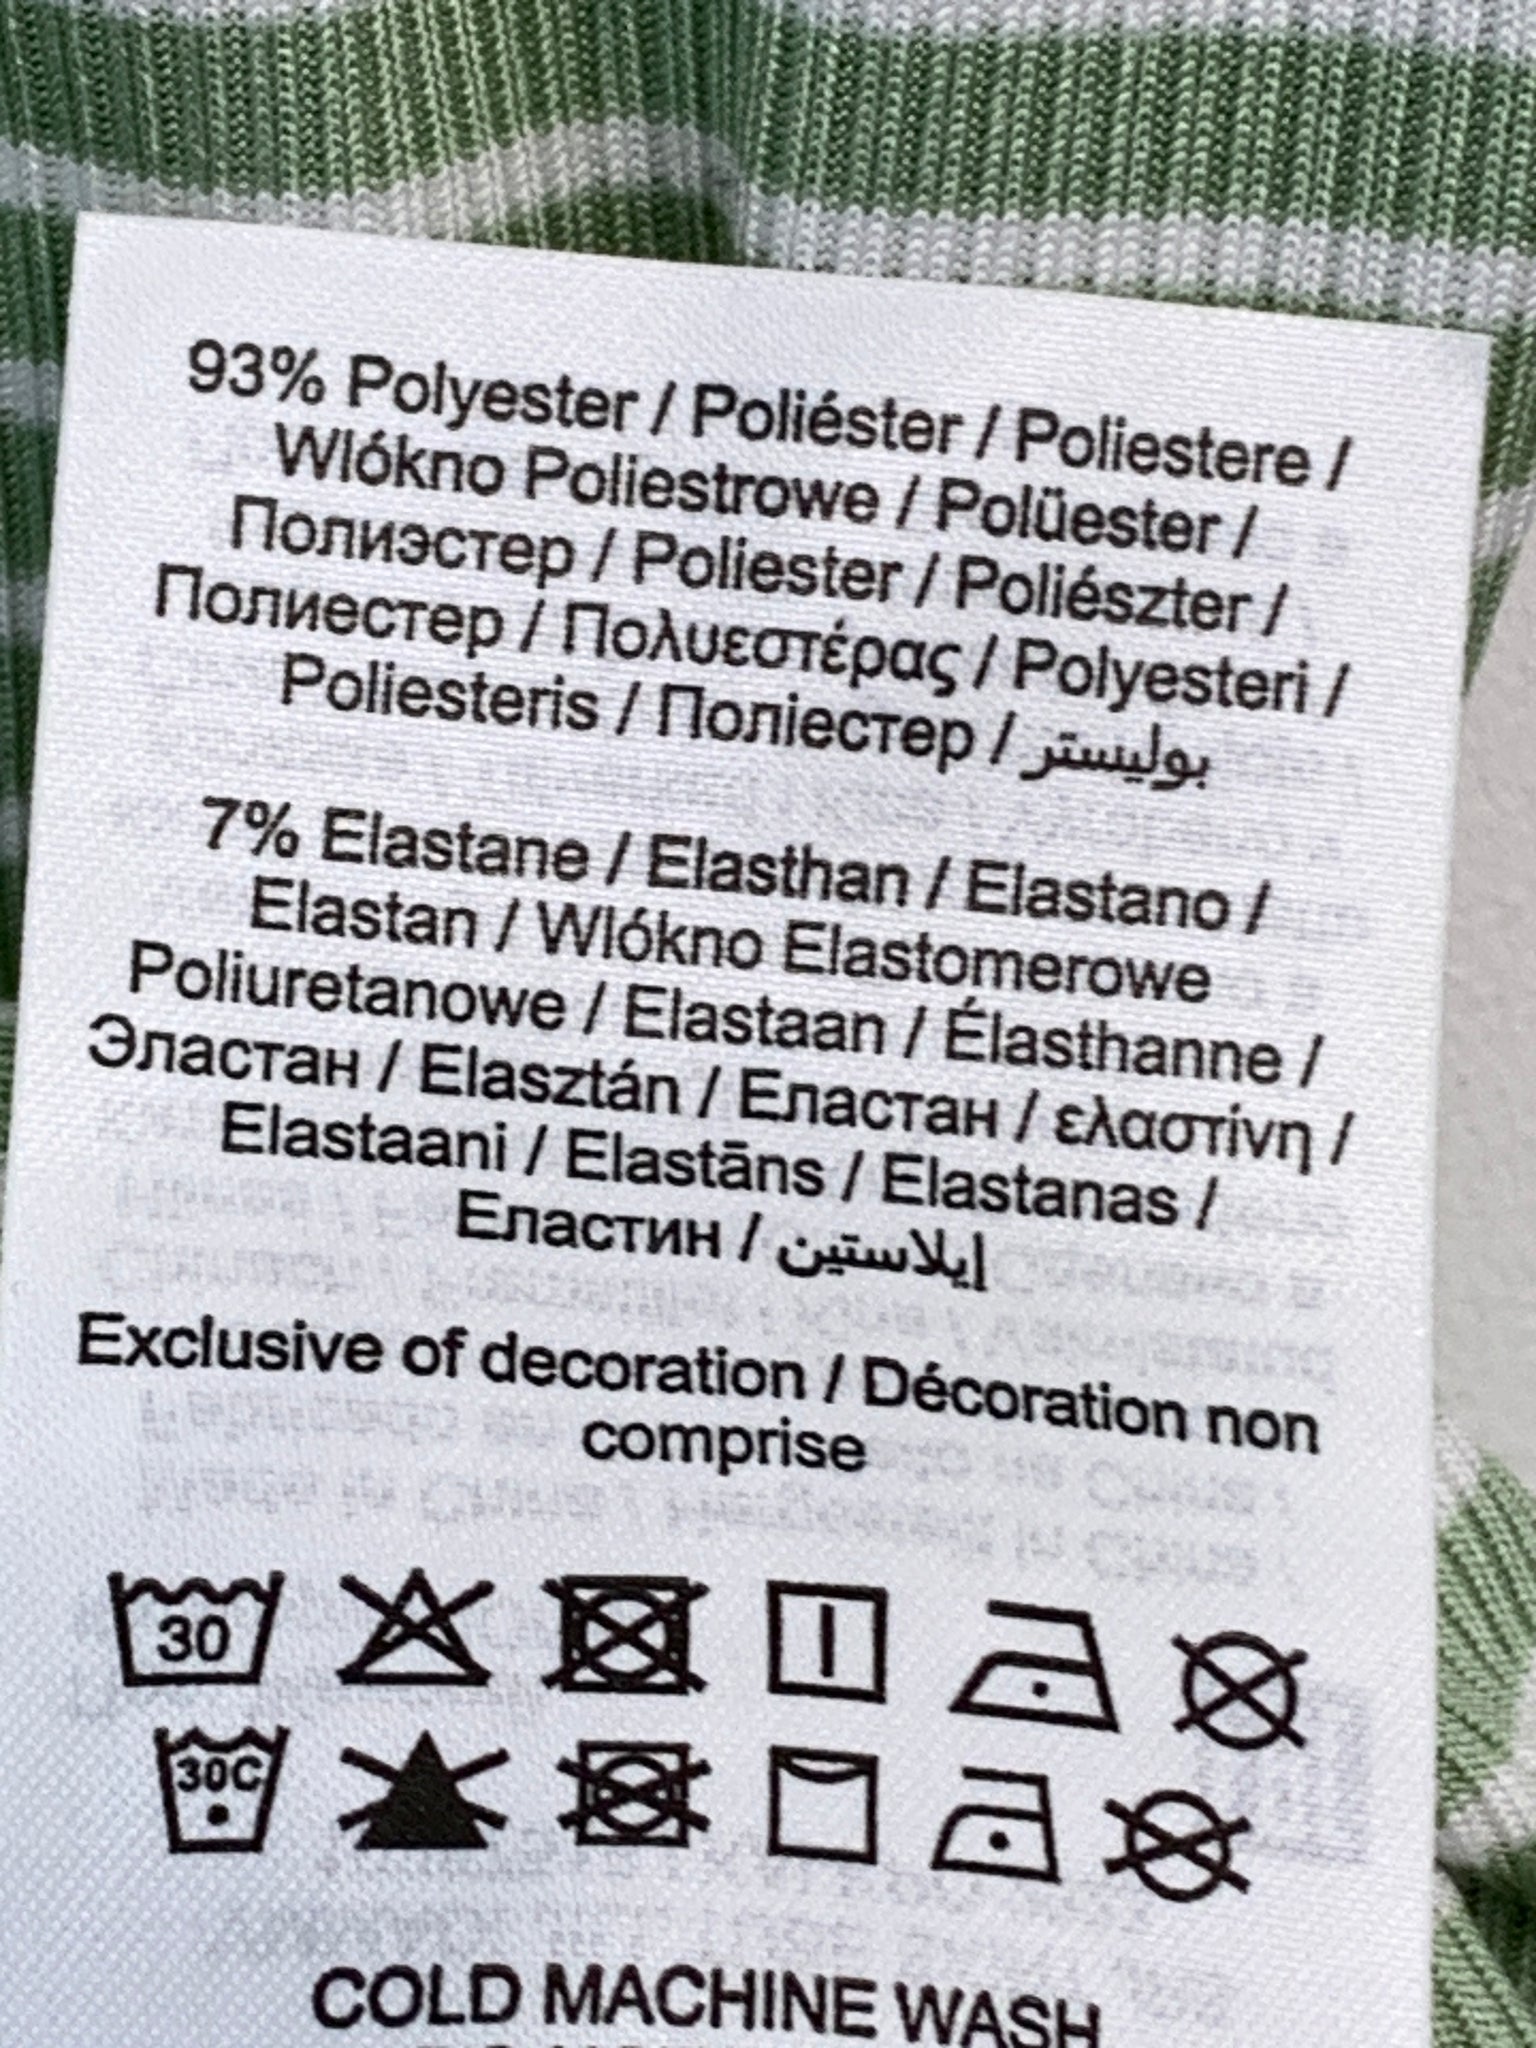 93% Polyester / Poliéster / Poliestere /
Wlókno Poliestrowe / Polüester /
Полиэстер / Poliester / Poliészter /
Полиестер / Πολυεστέρας / Polyesteri /
Poliesteris / Поліестер / بوليستر
7% Elastane / Elasthan / Elastano /
Elastan / Wlókno Elastomerowe
Poliuretanowe / Elastaan / Élasthanne /
Эластан / Elasztán / Еластан / ελαστίνη /
Elastaani / Elastāns / Elastanas /
Еластин / إيلاستين
Exclusive of decoration / Décoration non
comprise
30
30C
COLD MACHINE WASH